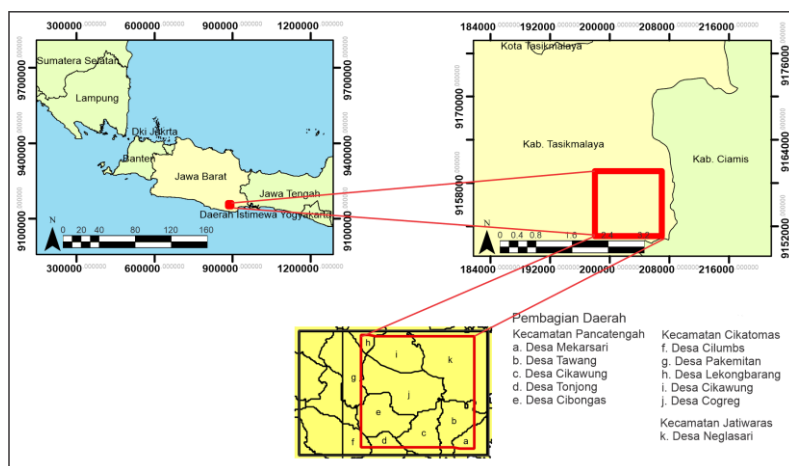 300000 600000 900000 1200000
9700000
9400000
9100000
Sumatera Selatan
Lampung
Dki Jakrta
Banten
Jawa Barat
Jawa Tengah
Daerah Istimewa Yogyakarta
N
0 20 40 80 120 160
9700000
9400000
9100000
300000 600000 900000 1200000
184000 192000 200000 208000 216000
9170000
9158000
Kota Tasikmalaya
Kab. Tasikmalaya
Kab. Ciamis
N
0 0.4 0.8 1.6 2.4 3.2
9176000
9164000
9152000
184000 192000 200000 208000 216000
h
i
k
g
j
e
b
f
d
c
a
Pembagian Daerah
Kecamatan Pancatengah
a. Desa Mekarsari
b. Desa Tawang
c. Desa Cikawung
d. Desa Tonjong
e. Desa Cibongas
Kecamatan Cikatomas
f. Desa Cilumbs
g. Desa Pakemitan
h. Desa Lekongbarang
i. Desa Cikawung
j. Desa Cogreg
Kecamatan Jatiwaras
k. Desa Neglasari